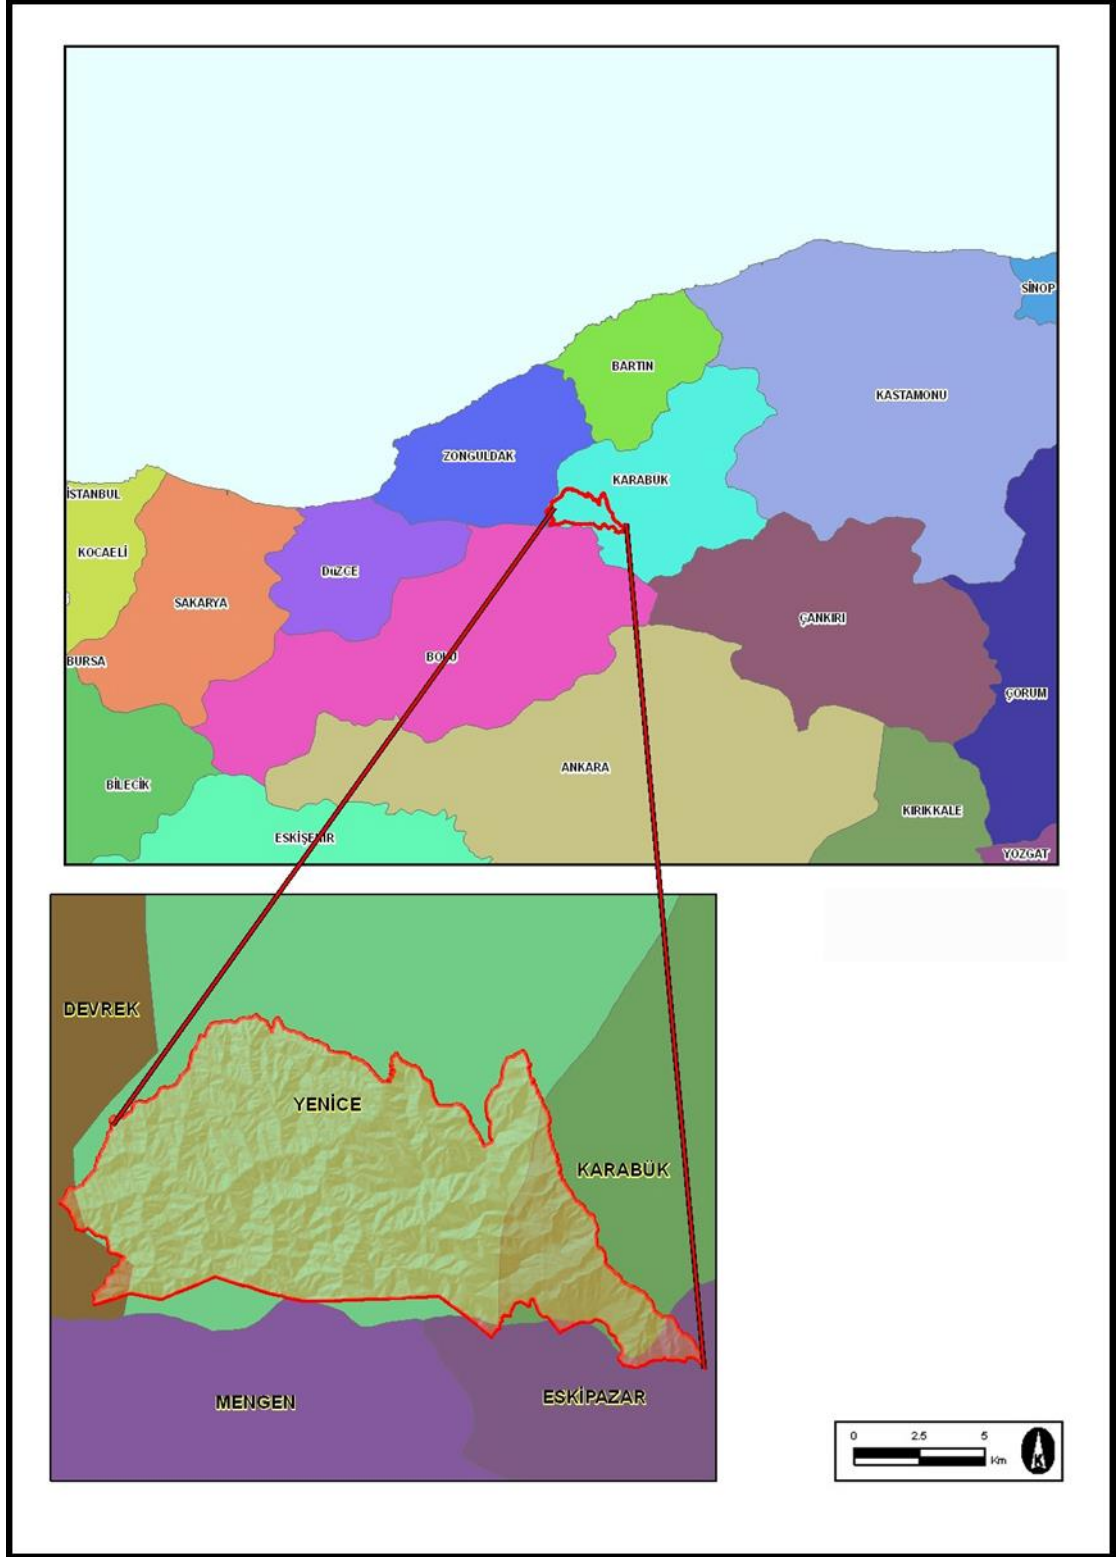 SİNOP
BARTIN
KASTAMONU
ZONGULDAK
KARABÜK
İSTANBUL
KOCAELİ
DüZCE
SAKARYA
ÇANKIRI
BOLU
BURSA
ÇORUM
ANKARA
BİLECİK
KIRIKKALE
ESKİŞEHİR
YOZGAT
DEVREK
YENİCE
KARABÜK
MENGEN
ESKİPAZAR
0 2.5 5
Km
K